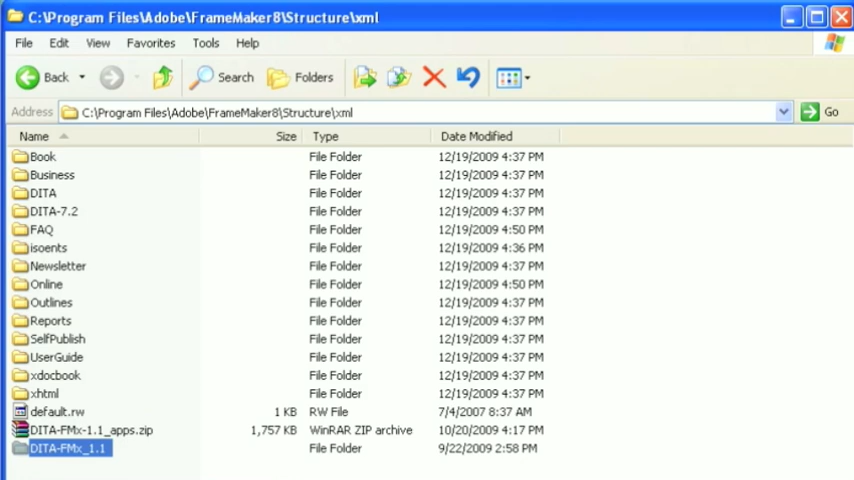 C:\Program Files\Adobe\FrameMaker8\Structure\xml
File Edit View Favorites Tools Help
Back Search Folders
Address C:\Program Files\Adobe\FrameMaker8\Structure\xml Go
Name Size Type Date Modified
Book File Folder 12/19/2009 4:37 PM
Business File Folder 12/19/2009 4:37 PM
DITA File Folder 12/19/2009 4:37 PM
DITA-7.2 File Folder 12/19/2009 4:37 PM
FAQ File Folder 12/19/2009 4:50 PM
isoents File Folder 12/19/2009 4:36 PM
Newsletter File Folder 12/19/2009 4:37 PM
Online File Folder 12/19/2009 4:50 PM
Outlines File Folder 12/19/2009 4:37 PM
Reports File Folder 12/19/2009 4:37 PM
SelfPublish File Folder 12/19/2009 4:37 PM
UserGuide File Folder 12/19/2009 4:37 PM
xdocbook File Folder 12/19/2009 4:37 PM
xhtml File Folder 12/19/2009 4:37 PM
default.rw 1 KB RW File 7/4/2007 8:37 AM
DITA-FMx-1.1_apps.zip 1,757 KB WinRAR ZIP archive 10/20/2009 4:17 PM
DITA-FMx_1.1 File Folder 9/22/2009 2:58 PM